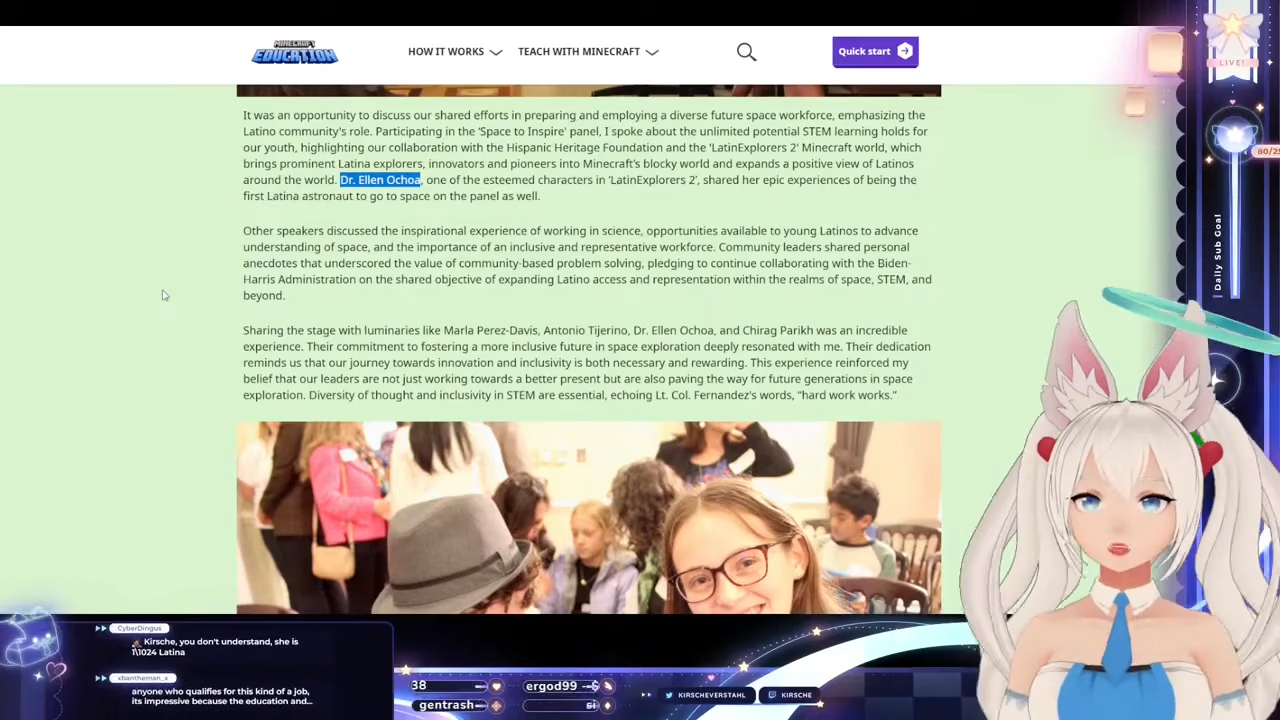 MINECRAFT
EDUCATION
HOW IT WORKS
TEACH WITH MINECRAFT
Quick start
It was an opportunity to discuss our shared efforts in preparing and employing a diverse future space workforce, emphasizing the
Latino community's role. Participating in the 'Space to Inspire' panel, I spoke about the unlimited potential STEM learning holds for
our youth, highlighting our collaboration with the Hispanic Heritage Foundation and the 'LatinExplorers 2' Minecraft world, which
brings prominent Latina explorers, innovators and pioneers into Minecraft's blocky world and expands a positive view of Latinos
around the world. Dr. Ellen Ochoa, one of the esteemed characters in 'LatinExplorers 2', shared her epic experiences of being the
first Latina astronaut to go to space on the panel as well.
Other speakers discussed the inspirational experience of working in science, opportunities available to young Latinos to advance
understanding of space, and the importance of an inclusive and representative workforce. Community leaders shared personal
anecdotes that underscored the value of community-based problem solving, pledging to continue collaborating with the Biden-
Harris Administration on the shared objective of expanding Latino access and representation within the realms of space, STEM, and
beyond.
Sharing the stage with luminaries like Marla Perez-Davis, Antonio Tijerino, Dr. Ellen Ochoa, and Chirag Parikh was an incredible
experience. Their commitment to fostering a more inclusive future in space exploration deeply resonated with me. Their dedication
reminds us that our journey towards innovation and inclusivity is both necessary and rewarding. This experience reinforced my
belief that our leaders are not just working towards a better present but are also paving the way for future generations in space
exploration. Diversity of thought and inclusivity in STEM are essential, echoing Lt. Col. Fernandez's words, "hard work works."
LIVE!
80/25
Daily Sub Goal
CyberDingus
Kirsche, you don't understand, she is
1\1024 Latina
xbanthaman_x
anyone who qualifies for this kind of a job,
its impressive because the education and...
38
gentrash
ergod99
KIRSCHEVERSTAHL
KIRSCHE